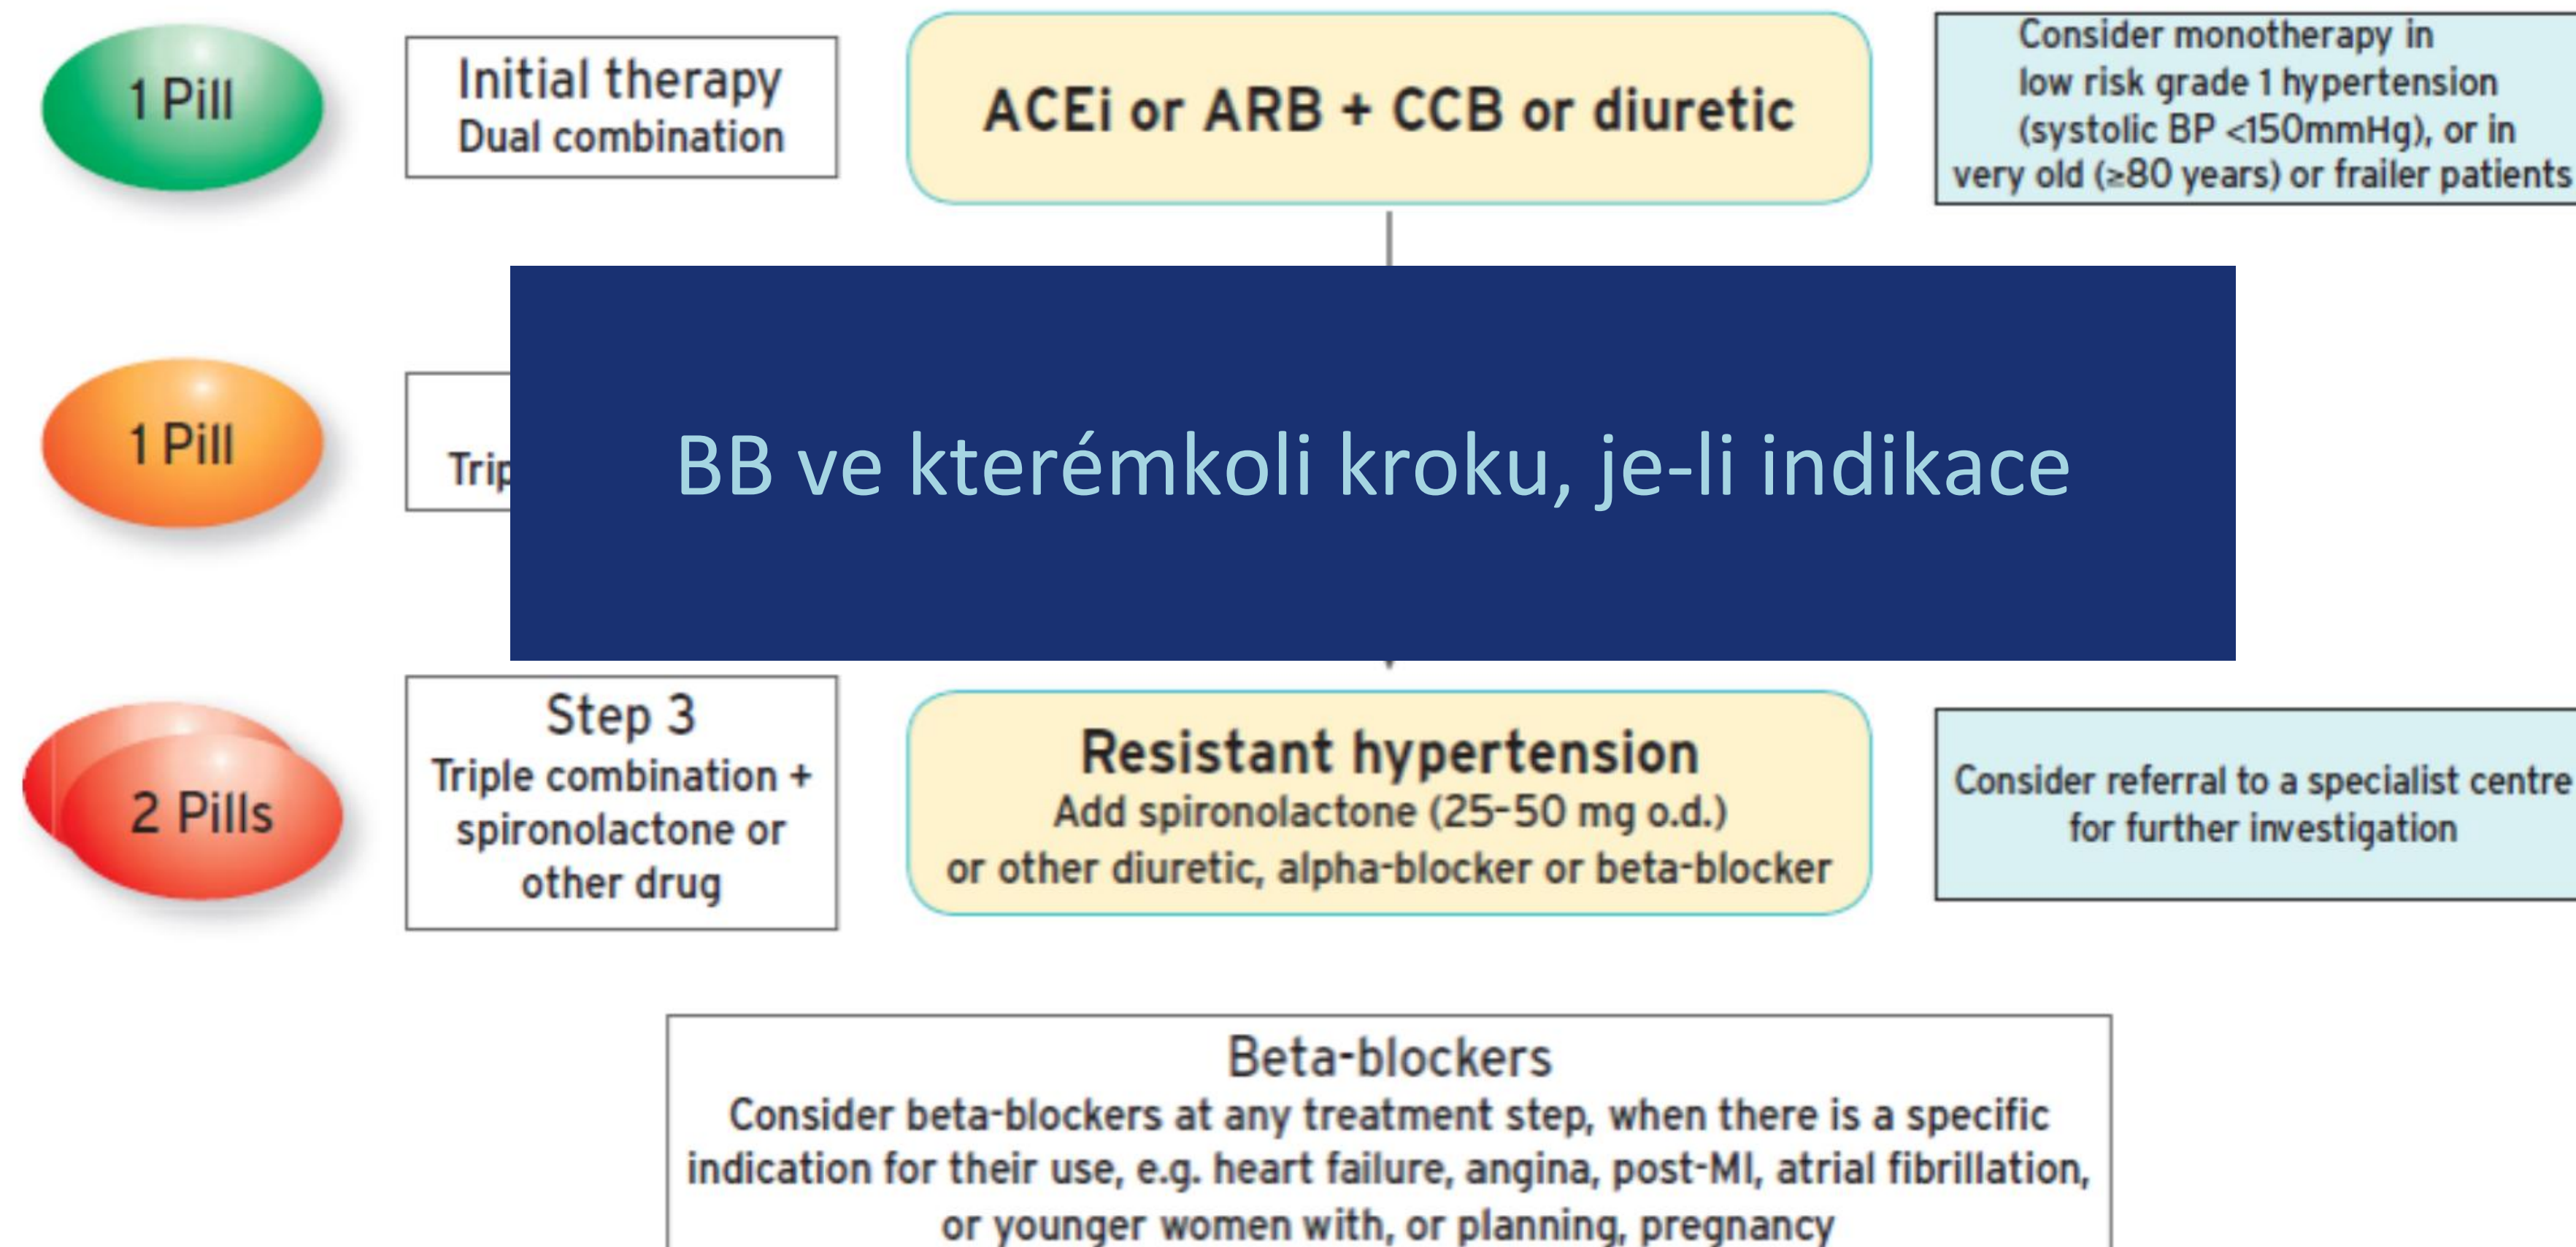 1 Pill
Initial therapy
Dual combination
ACEi or ARB + CCB or diuretic
Consider monotherapy in
low risk grade 1 hypertension
(systolic BP <150mmHg), or in
very old (≥80 years) or frailer patients
1 Pill
BB ve kterémkoli kroku, je-li indikace
2 Pills
Step 3
Triple combination +
spironolactone or
other drug
Resistant hypertension
Add spironolactone (25-50 mg o.d.)
or other diuretic, alpha-blocker or beta-blocker
Consider referral to a specialist centre
for further investigation
Beta-blockers
Consider beta-blockers at any treatment step, when there is a specific
indication for their use, e.g. heart failure, angina, post-MI, atrial fibrillation,
or younger women with, or planning, pregnancy